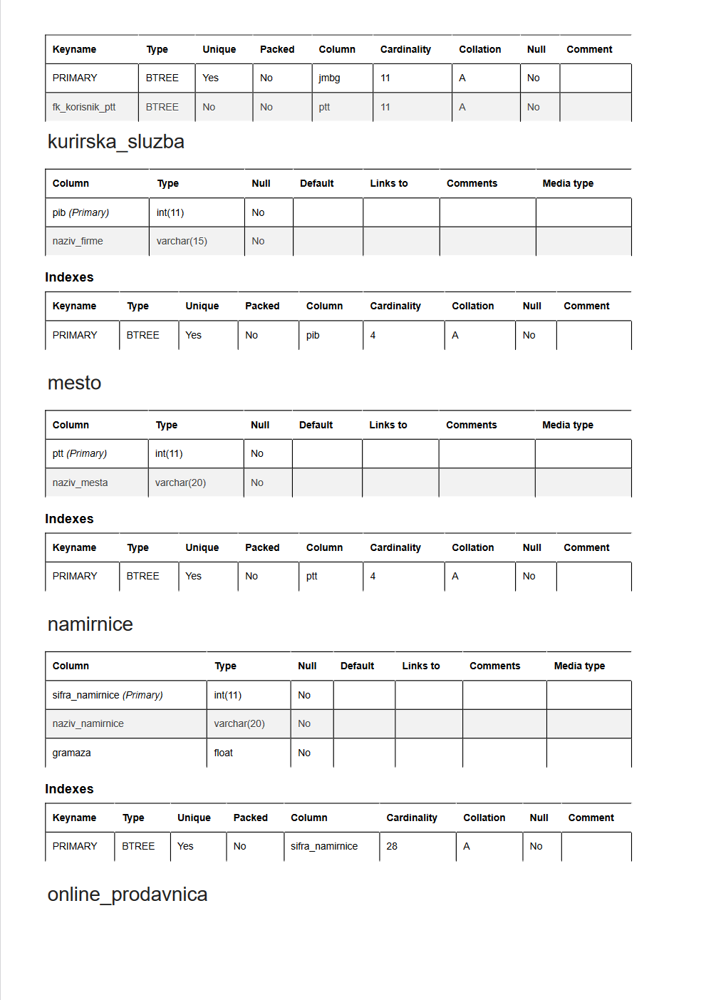 Keyname Type Unique Packed Column Cardinality Collation Null Comment
PRIMARY BTREE Yes No jmbg 11 A No
fk_korisnik_ptt BTREE No No ptt 11 A No
kurirska_sluzba
Column Type Null Default Links to Comments Media type
pib (Primary) int(11) No
naziv_firme varchar(15) No
Indexes
Keyname Type Unique Packed Column Cardinality Collation Null Comment
PRIMARY BTREE Yes No pib 4 A No
mesto
Column Type Null Default Links to Comments Media type
ptt (Primary) int(11) No
naziv_mesta varchar(20) No
Indexes
Keyname Type Unique Packed Column Cardinality Collation Null Comment
PRIMARY BTREE Yes No ptt 4 A No
namirnice
Column Type Null Default Links to Comments Media type
sifra_namirnice (Primary) int(11) No
naziv_namirnice varchar(20) No
gramaza float No
Indexes
Keyname Type Unique Packed Column Cardinality Collation Null Comment
PRIMARY BTREE Yes No sifra_namirnice 28 A No
online_prodavnica